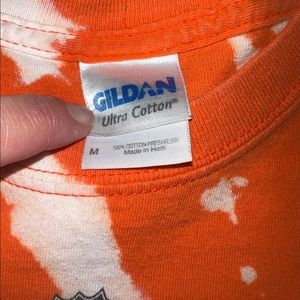 GILDAN
Ultra Cotton®
M
100% COTTON PRESHRUNK
Made in Haiti